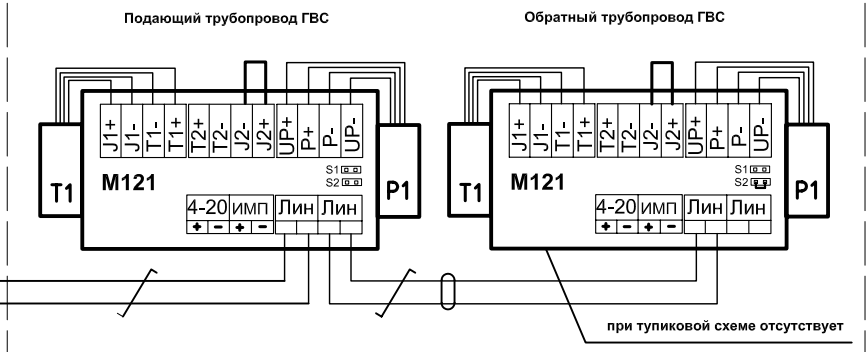 Подающий трубопровод ГВС
Обратный трубопровод ГВС
J1+ J1- T1- T1+ T2+ T2- J2- J2+ UP+ P+ P- UP-
S1
S2
T1
M121
P1
4-20 ИМП Лин Лин
+ - + -
J1+ J1- T1- T1+ T2+ T2- J2- J2+ UP+ P+ P- UP-
S1
S2
T1
M121
P1
4-20 ИМП Лин Лин
+ - + -
при тупиковой схеме отсутствует